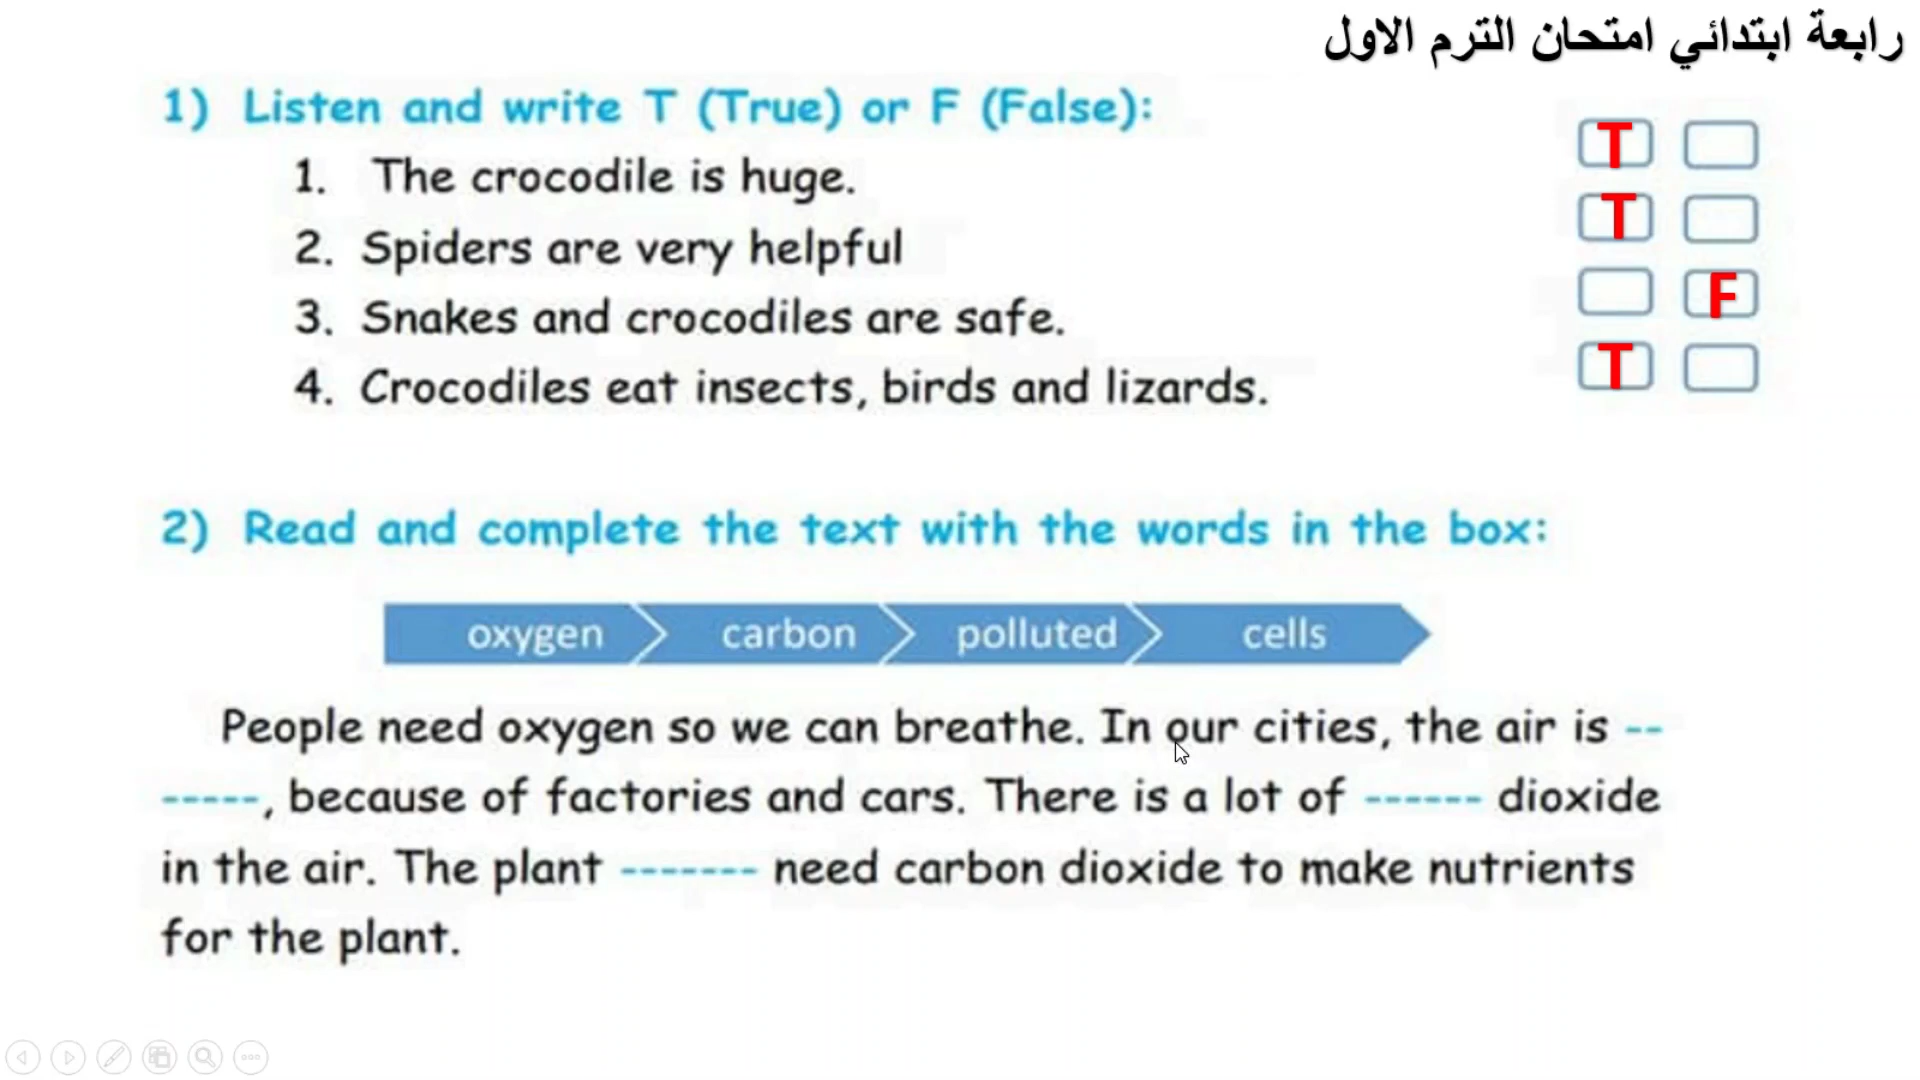 رابعة ابتدائي امتحان الترم الاول
1) Listen and write T (True) or F (False):
1. The crocodile is huge.
T
2. Spiders are very helpful
T
3. Snakes and crocodiles are safe.
F
4. Crocodiles eat insects, birds and lizards.
T
2) Read and complete the text with the words in the box:
oxygen carbon polluted cells
People need oxygen so we can breathe. In our cities, the air is --
-----, because of factories and cars. There is a lot of ------ dioxide
in the air. The plant ------- need carbon dioxide to make nutrients
for the plant.